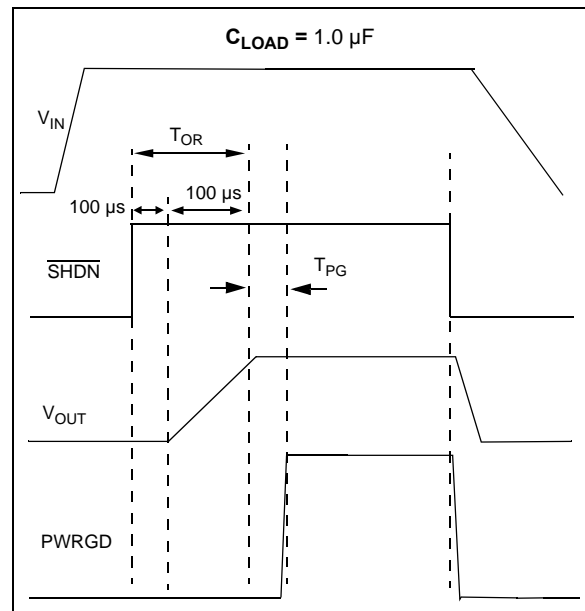 C_LOAD = 1.0 µF
V_IN
T_OR
100 µs 100 µs
SHDN
T_PG
V_OUT
PWRGD